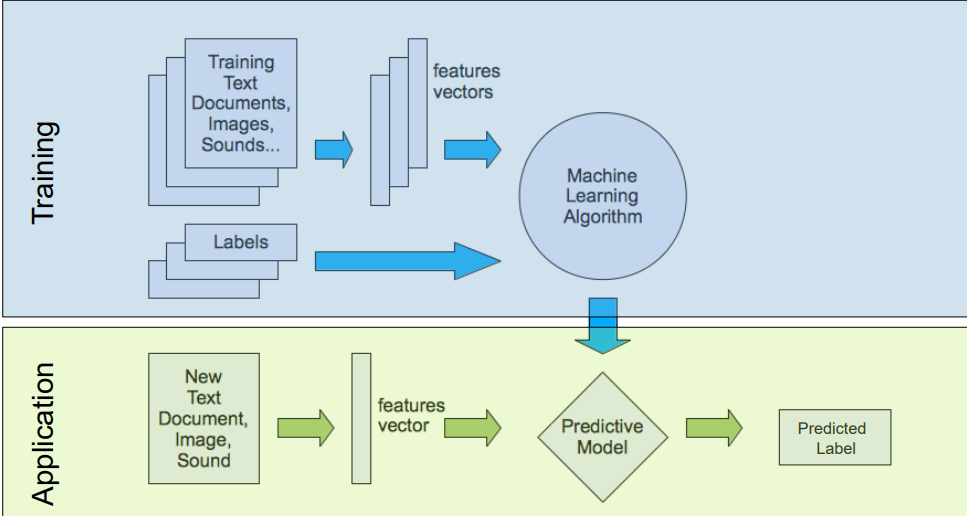 Training
Training
Text
Documents,
Images,
Sounds...
features
vectors
Machine
Learning
Algorithm
Labels
Application
New
Text
Document,
Image,
Sound
features
vector
Predictive
Model
Predicted
Label